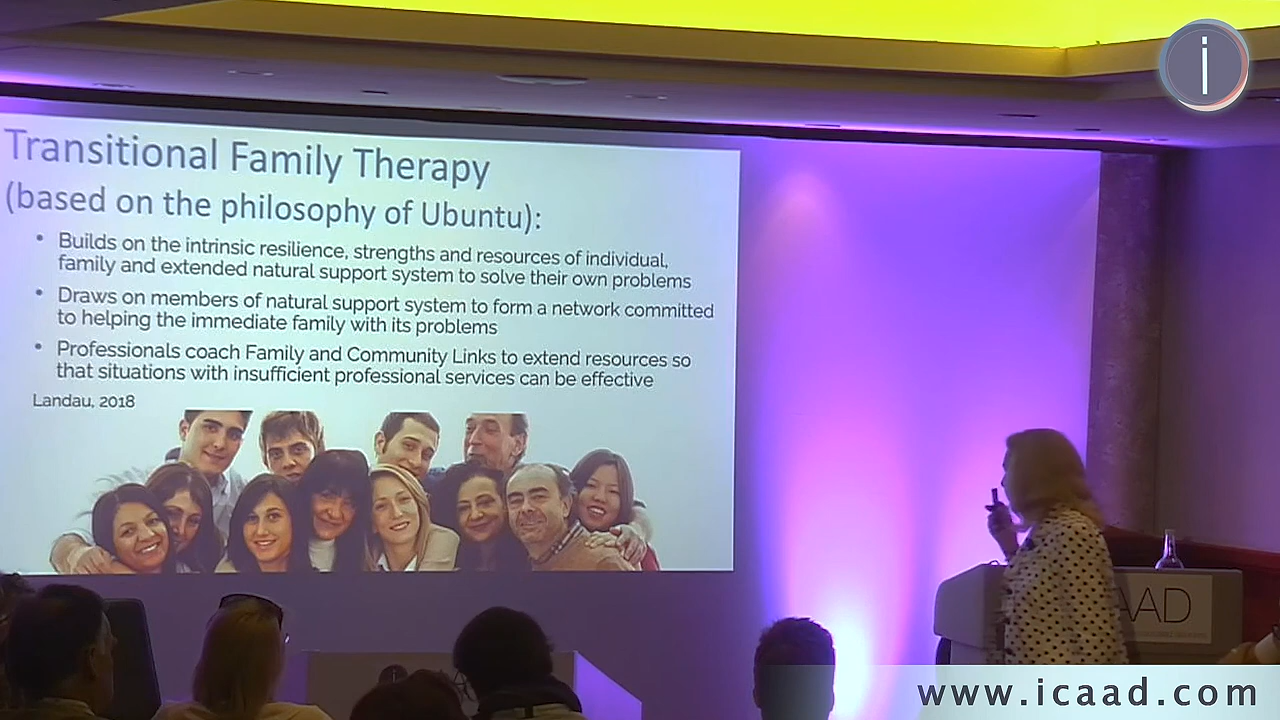 i
Transitional Family Therapy
(based on the philosophy of Ubuntu):
• Builds on the intrinsic resilience, strengths and resources of individual,
family and extended natural support system to solve their own problems
• Draws on members of natural support system to form a network committed
to helping the immediate family with its problems
• Professionals coach Family and Community Links to extend resources so
that situations with insufficient professional services can be effective
Landau, 2018
AAD
www.icaad.com